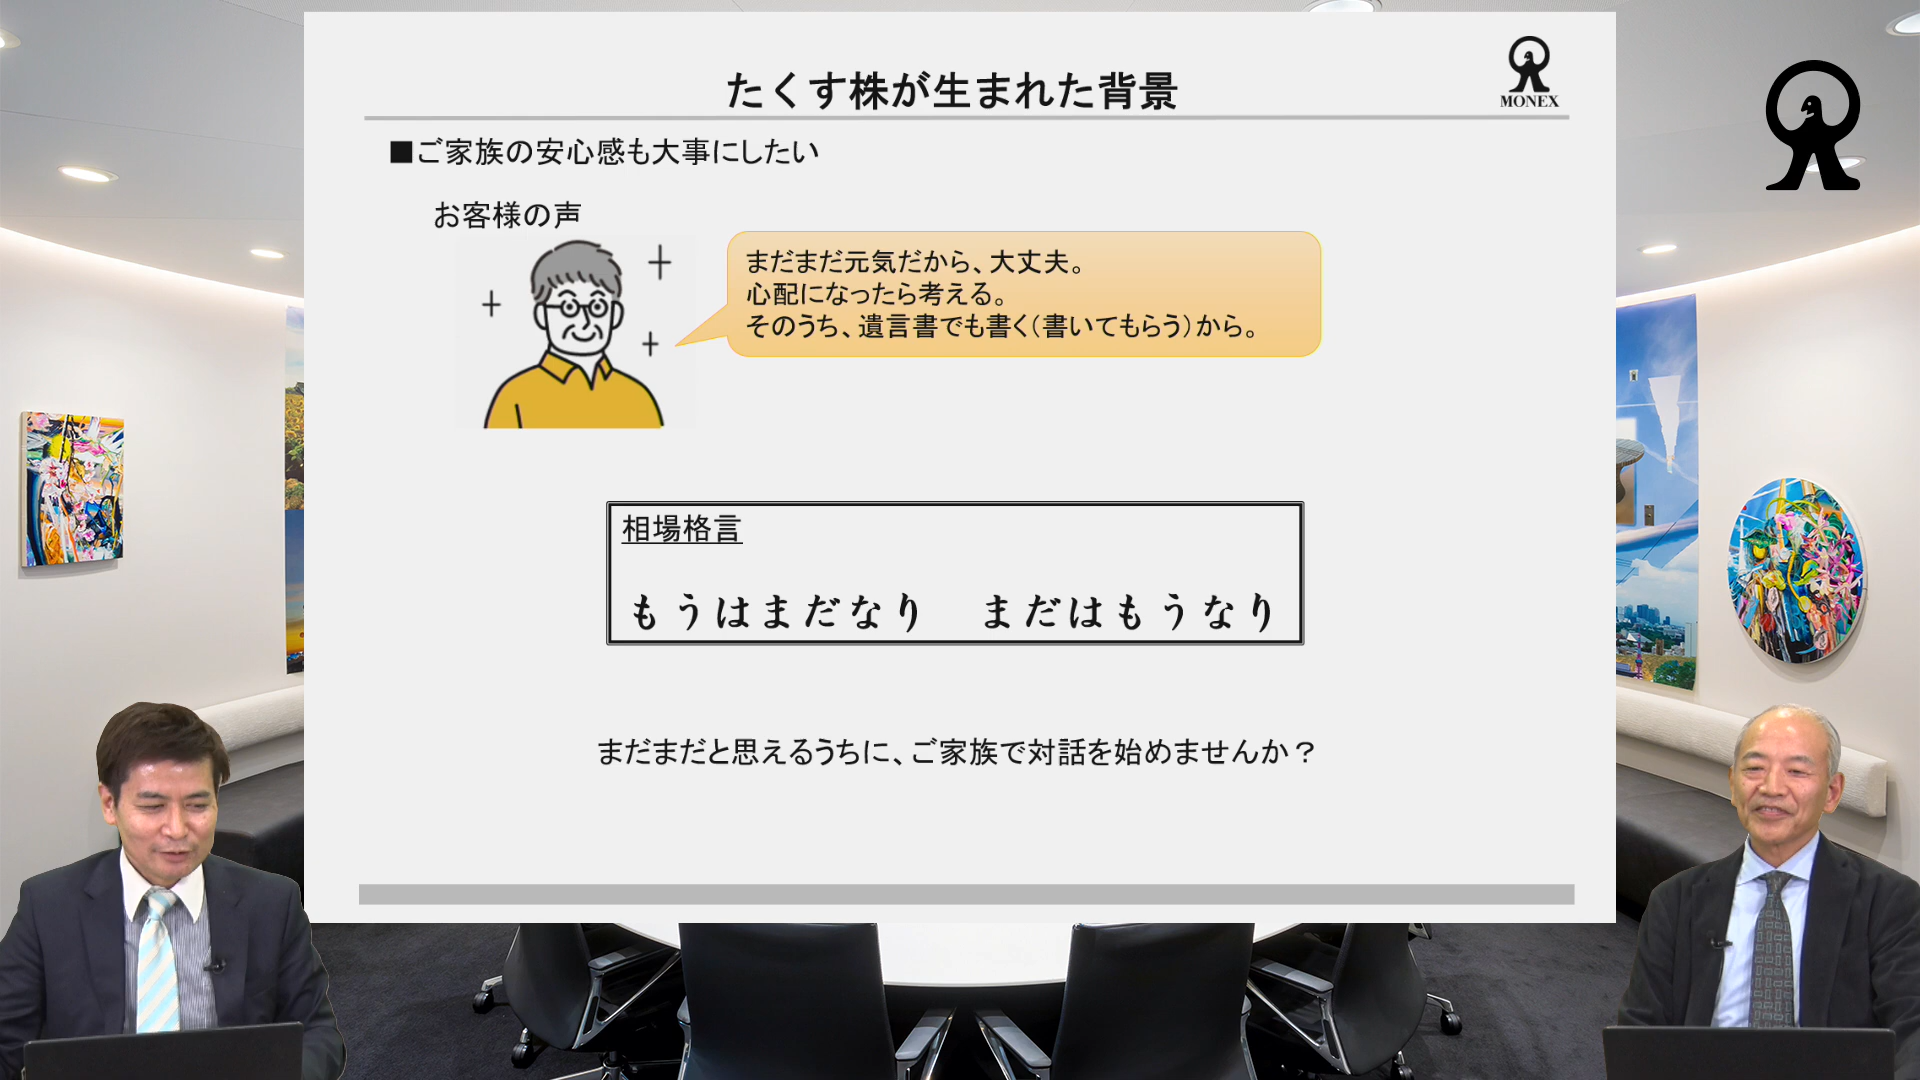 たくす株が生まれた背景
MONEX
■ご家族の安心感も大事にしたい
お客様の声
まだまだ元気だから、大丈夫。
心配になったら考える。
そのうち、遺言書でも書く（書いてもらう）から。
相場格言
もうはまだなり　まだはもうなり
まだまだと思えるうちに、ご家族で対話を始めませんか？